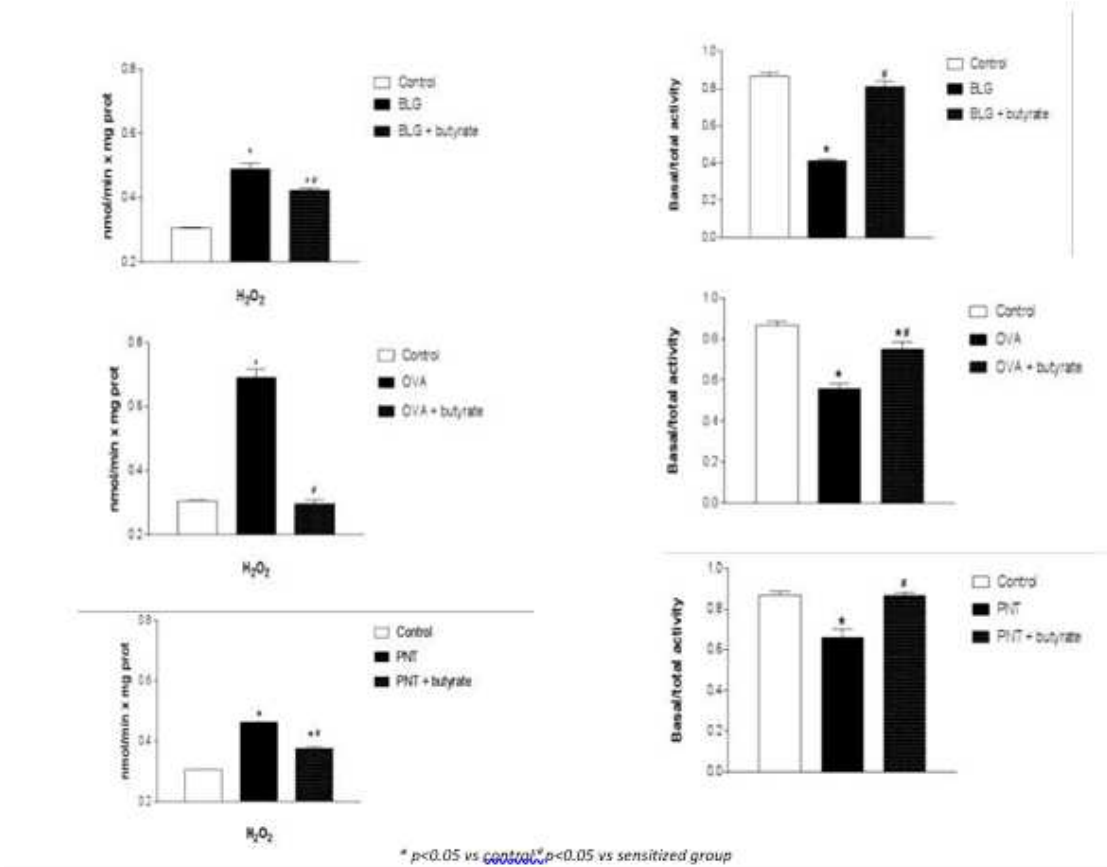 nmol/min x mg prot
0.8
0.6
0.4
0.2
*
*#
H2O2
Control
BLG
BLG + butyrate
Basal/total activity
1.0
0.8
0.6
0.4
0.2
0.0
*
#
Control
BLG
BLG + butyrate
nmol/min x mg prot
0.8
0.6
0.4
0.2
*
#
H2O2
Control
OVA
OVA + butyrate
Basal/total activity
1.0
0.8
0.6
0.4
0.2
0.0
*
*#
Control
OVA
OVA + butyrate
nmol/min x mg prot
0.8
0.6
0.4
0.2
*
*#
H2O2
Control
PNT
PNT + butyrate
Basal/total activity
1.0
0.8
0.6
0.4
0.2
0.0
*
#
Control
PNT
PNT + butyrate
* p<0.05 vs control;# p<0.05 vs sensitized group